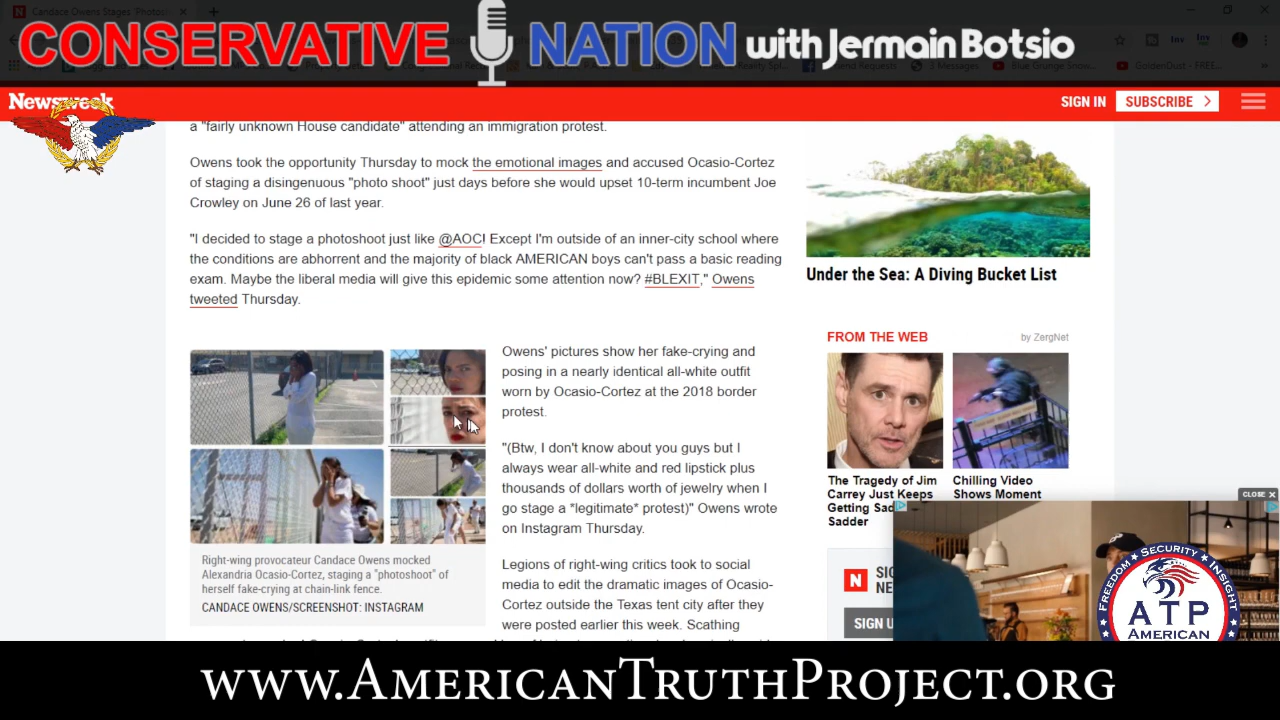 Candace Owens Stages "Photos
CONSERVATIVE NATION with Jermain Botsio
Newsweek
SIGN IN
SUBSCRIBE
a "fairly unknown House candidate" attending an immigration protest.
Owens took the opportunity Thursday to mock the emotional images and accused Ocasio-Cortez
of staging a disingenuous "photo shoot" just days before she would upset 10-term incumbent Joe
Crowley on June 26 of last year.
"I decided to stage a photoshoot just like @AOC! Except I'm outside of an inner-city school where
the conditions are abhorrent and the majority of black AMERICAN boys can't pass a basic reading
exam. Maybe the liberal media will give this epidemic some attention now? #BLEXIT," Owens
tweeted Thursday.
Owens' pictures show her fake-crying and
posing in a nearly identical all-white outfit
worn by Ocasio-Cortez at the 2018 border
protest.
"(Btw, I don't know about you guys but I
always wear all-white and red lipstick plus
thousands of dollars worth of jewelry when I
go stage a *legitimate* protest)" Owens wrote
on Instagram Thursday.
Legions of right-wing critics took to social
media to edit the dramatic images of Ocasio-
Cortez outside the Texas tent city after they
were posted earlier this week. Scathing
Right-wing provocateur Candace Owens mocked
Alexandria Ocasio-Cortez, staging a "photoshoot" of
herself fake-crying at chain-link fence.
CANDACE OWENS/SCREENSHOT: INSTAGRAM
Under the Sea: A Diving Bucket List
FROM THE WEB
by ZergNet
The Tragedy of Jim
Carrey Just Keeps
Getting Sad
Sadder
Chilling Video
Shows Moment
CLOSE X
N
SIG
NE
SIGN U
FREEDOM SECURITY INSIGHT
ATP
AMERICAN
www.AmericanTruthProject.org